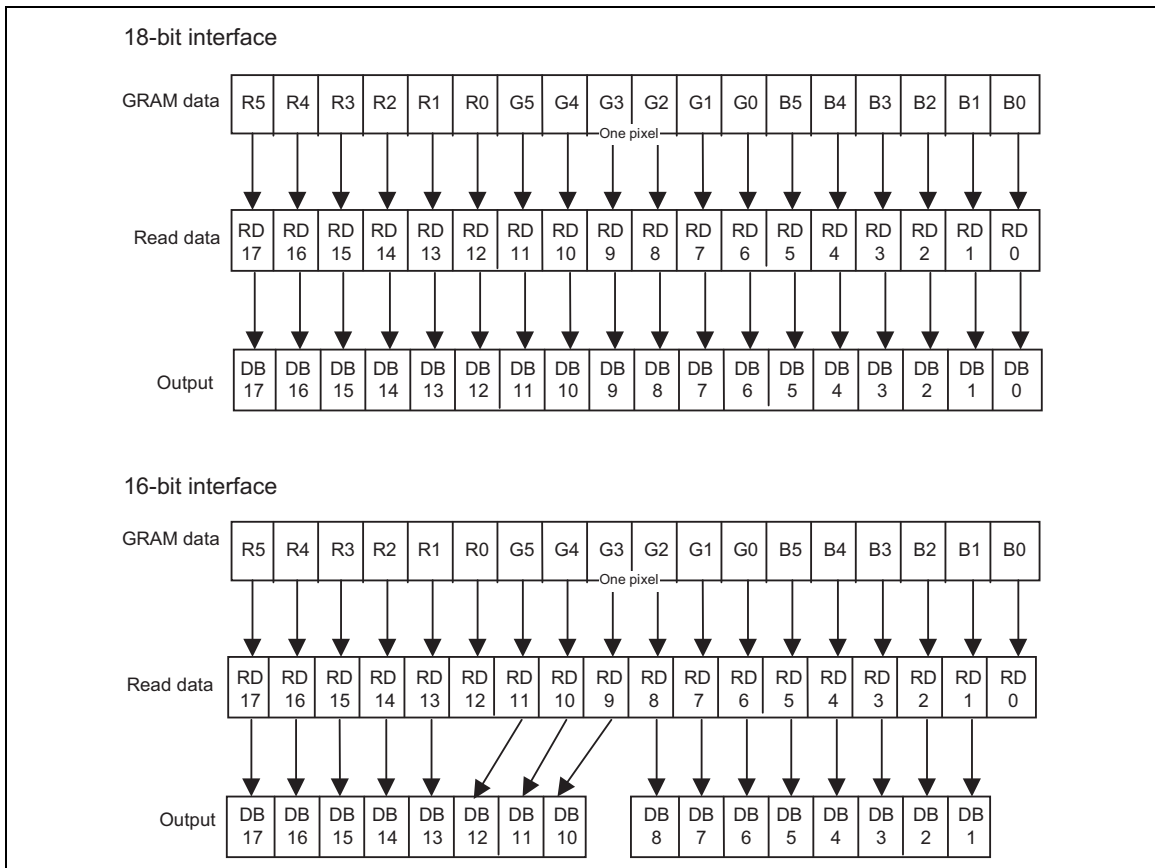 18-bit interface
GRAM data R5 R4 R3 R2 R1 R0 G5 G4 G3 G2 G1 G0 B5 B4 B3 B2 B1 B0
One pixel
Read data RD 17 RD 16 RD 15 RD 14 RD 13 RD 12 RD 11 RD 10 RD 9 RD 8 RD 7 RD 6 RD 5 RD 4 RD 3 RD 2 RD 1 RD 0
Output DB 17 DB 16 DB 15 DB 14 DB 13 DB 12 DB 11 DB 10 DB 9 DB 8 DB 7 DB 6 DB 5 DB 4 DB 3 DB 2 DB 1 DB 0
16-bit interface
GRAM data R5 R4 R3 R2 R1 R0 G5 G4 G3 G2 G1 G0 B5 B4 B3 B2 B1 B0
One pixel
Read data RD 17 RD 16 RD 15 RD 14 RD 13 RD 12 RD 11 RD 10 RD 9 RD 8 RD 7 RD 6 RD 5 RD 4 RD 3 RD 2 RD 1 RD 0
Output DB 17 DB 16 DB 15 DB 14 DB 13 DB 12 DB 11 DB 10 DB 8 DB 7 DB 6 DB 5 DB 4 DB 3 DB 2 DB 1